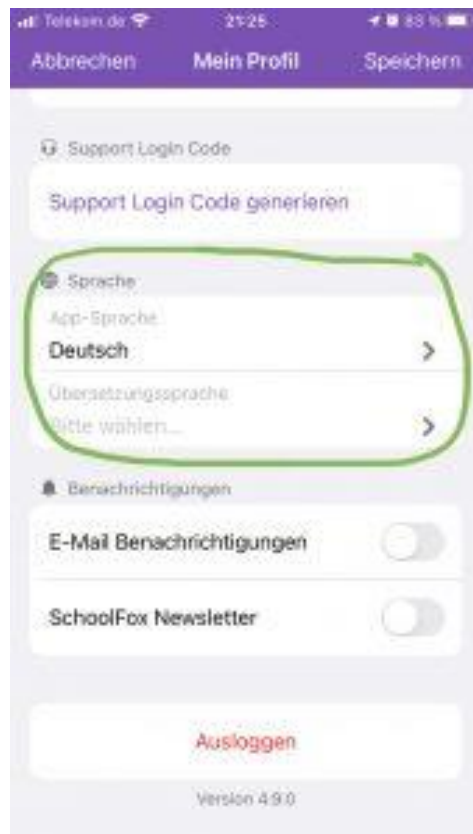 Telekom.de 21:25 83 %
Abbrechen Mein Profil Speichern
Support Login Code
Support Login Code generieren
Sprache
App-Sprache
Deutsch
Übersetzungssprache
Bitte wählen...
Benachrichtigungen
E-Mail Benachrichtigungen
SchoolFox Newsletter
Ausloggen
Version 4.9.0